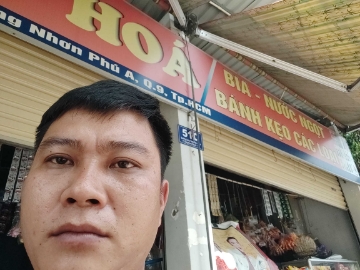 HOÀ
ng Nhơn Phú A, Q.9, Tp.HCM
BIA - NƯỚC NGỌT
BÁNH KẸO CÁC
51C